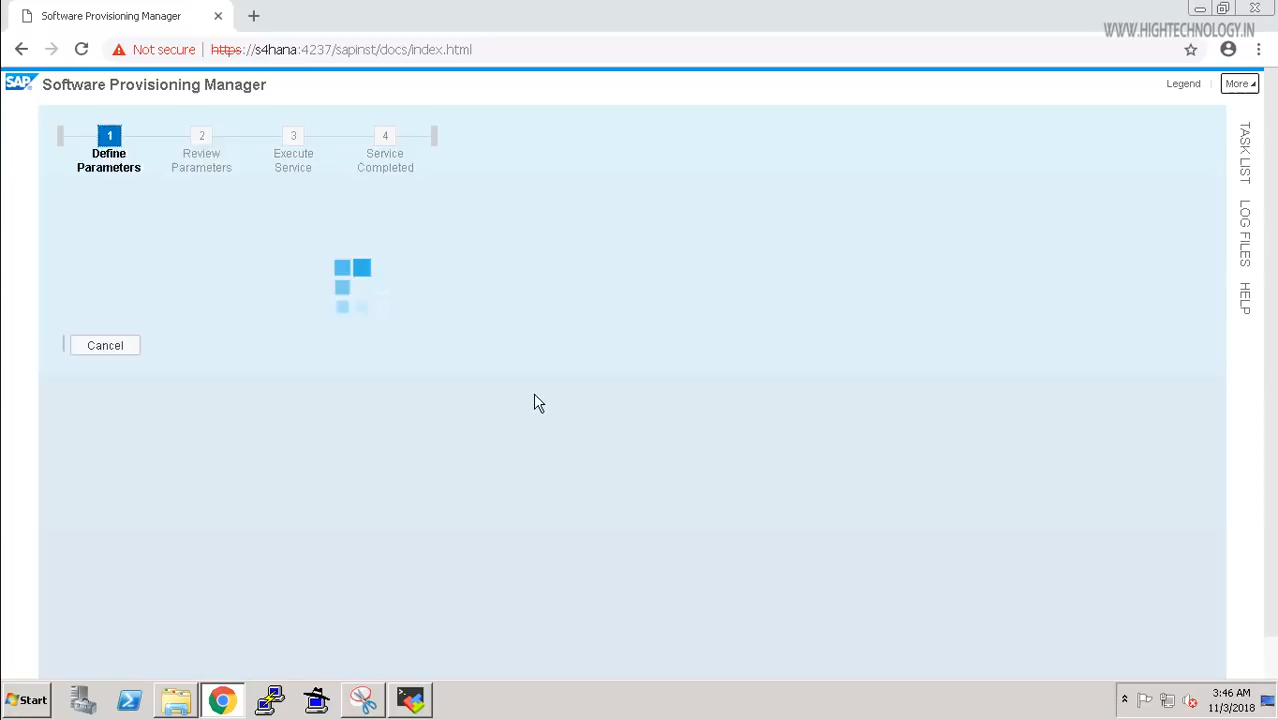 Software Provisioning Manager
WWW.HIGHTECHNOLOGY.IN
Not secure
https://s4hana:4237/sapinst/docs/index.html
SAP
Software Provisioning Manager
Legend
More
1
Define
Parameters
2
Review
Parameters
3
Execute
Service
4
Service
Completed
TASK LIST
LOG FILES
HELP
Cancel
Start
3:46 AM
11/3/2018